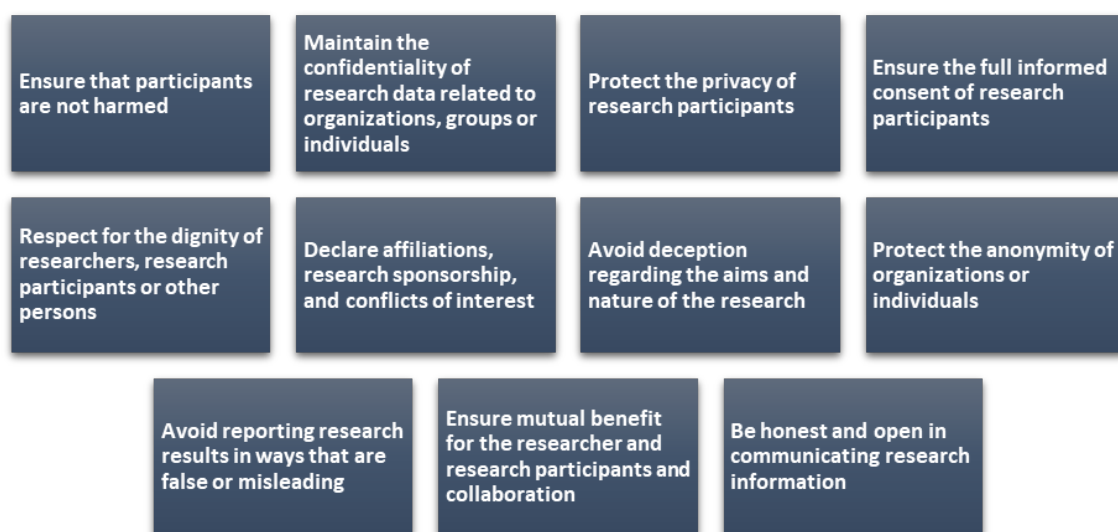 Ensure that participants
are not harmed
Maintain the
confidentiality of
research data related to
organizations, groups or
individuals
Protect the privacy of
research participants
Ensure the full informed
consent of research
participants
Respect for the dignity of
researchers, research
participants or other
persons
Declare affiliations,
research sponsorship,
and conflicts of interest
Avoid deception
regarding the aims and
nature of the research
Protect the anonymity of
organizations or
individuals
Avoid reporting research
results in ways that are
false or misleading
Ensure mutual benefit
for the researcher and
research participants and
collaboration
Be honest and open in
communicating research
information